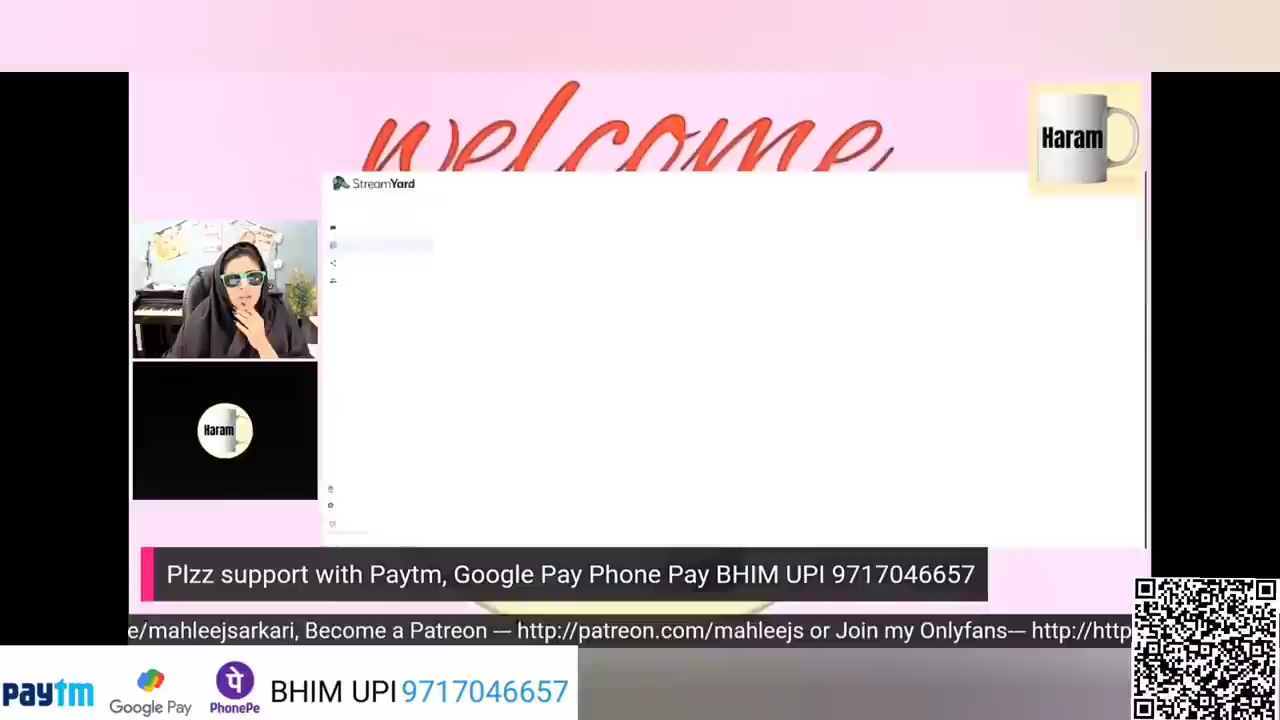 welcome
Haram
StreamYard
Haram
Plzz support with Paytm, Google Pay Phone Pay BHIM UPI 9717046657
e/mahleejsarkari, Become a Patreon --- http://patreon.com/mahleejs or Join my Onlyfans--- http://http
paytm
Google Pay
पे
PhonePe
BHIM UPI 9717046657